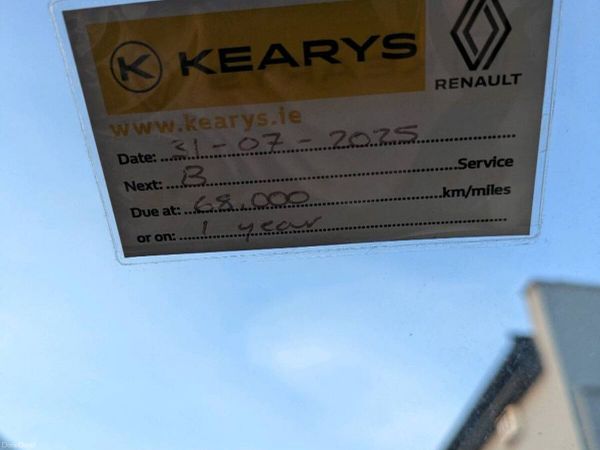 K KEARYS
RENAULT
www.kearys.ie
Date: 31-07-2025
Next: B Service
Due at: 68.000 km/miles
or on: 1 year